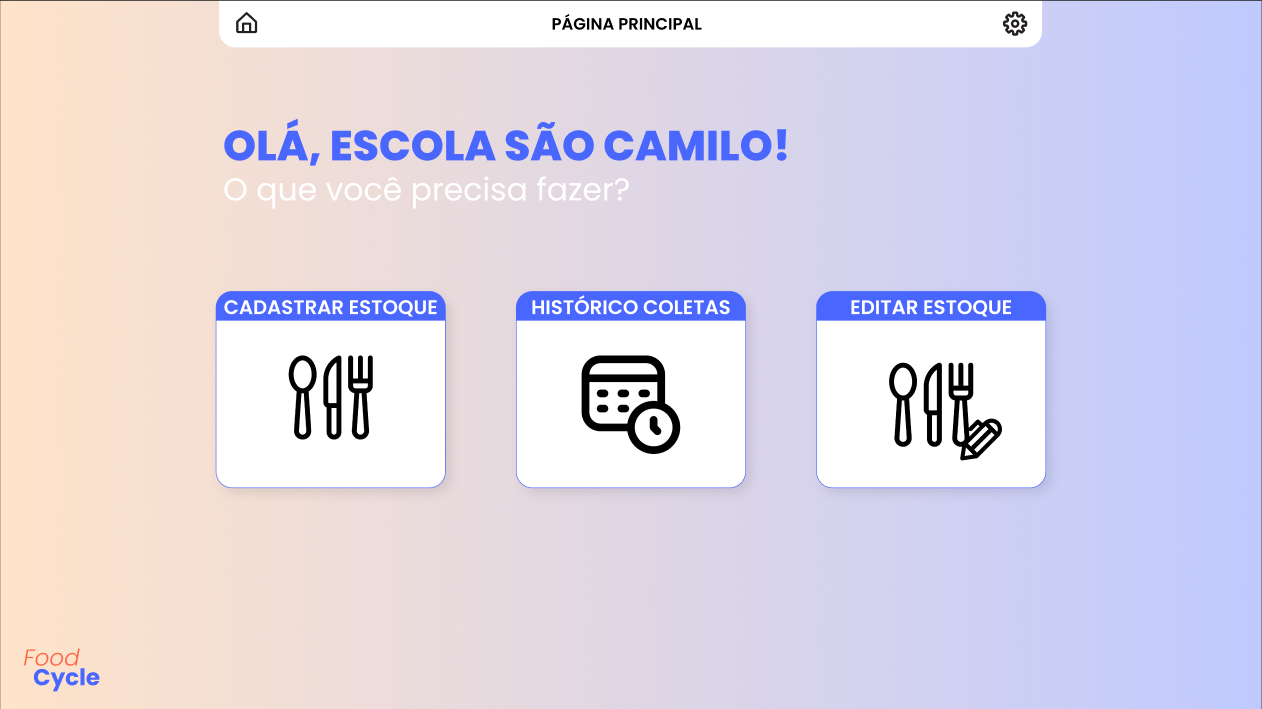 PÁGINA PRINCIPAL
OLÁ, ESCOLA SÃO CAMILO!
O que você precisa fazer?
CADASTRAR ESTOQUE
HISTÓRICO COLETAS
EDITAR ESTOQUE
Food
Cycle